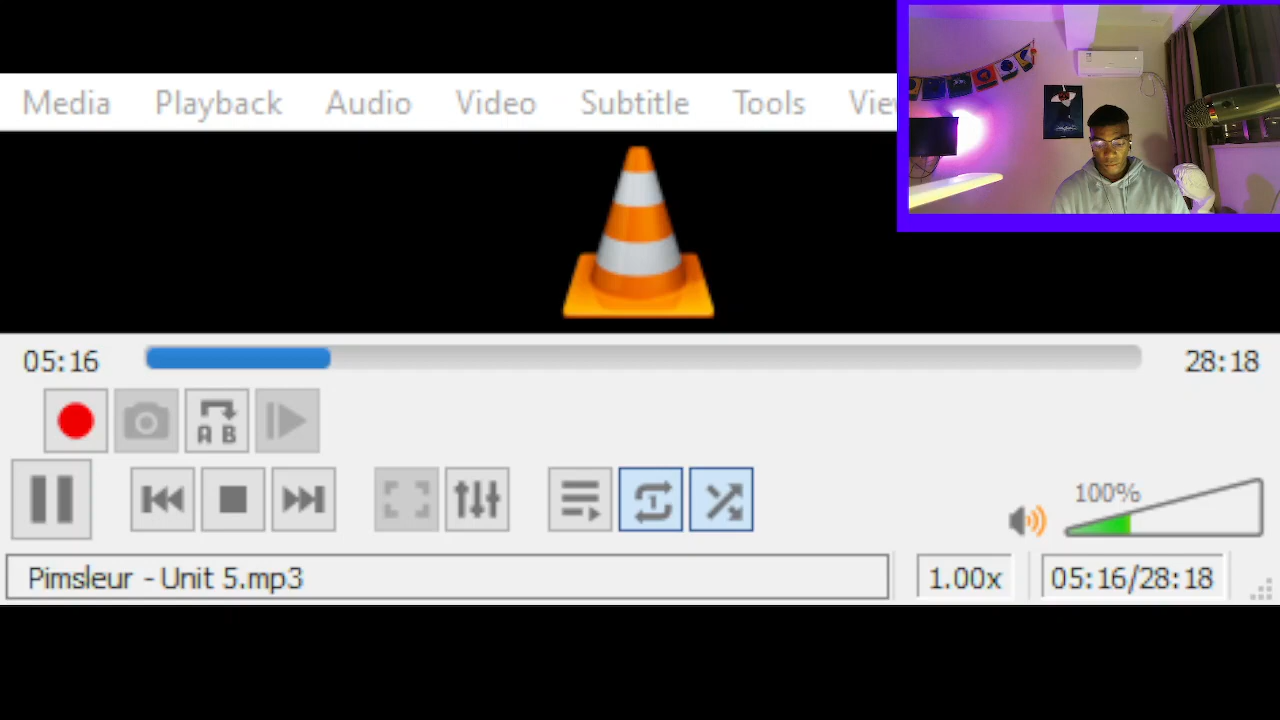 Media Playback Audio Video Subtitle Tools
05:16 28:18
A B
1
100%
Pimsleur - Unit 5.mp3 1.00x 05:16/28:18